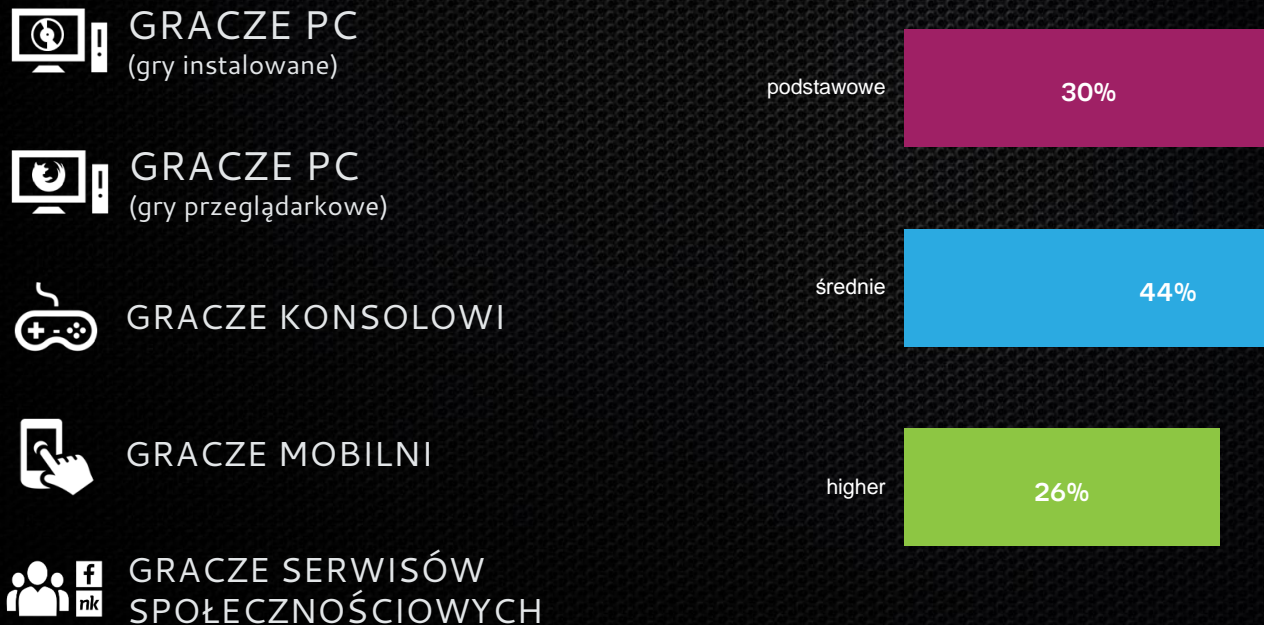 GRACZE PC
(gry instalowane)
GRACZE PC
(gry przeglądarkowe)
GRACZE KONSOLOWI
GRACZE MOBILNI
f
nk
GRACZE SERWISÓW
SPOŁECZNOŚCIOWYCH
podstawowe
30%
średnie
44%
higher
26%